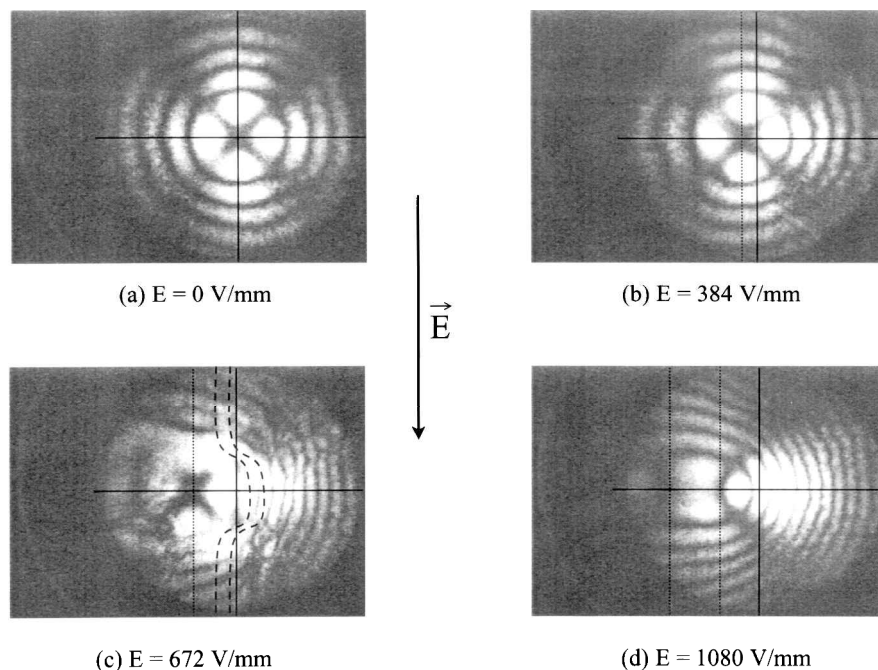 (a) E = 0 V/mm
(b) E = 384 V/mm
E
(c) E = 672 V/mm
(d) E = 1080 V/mm